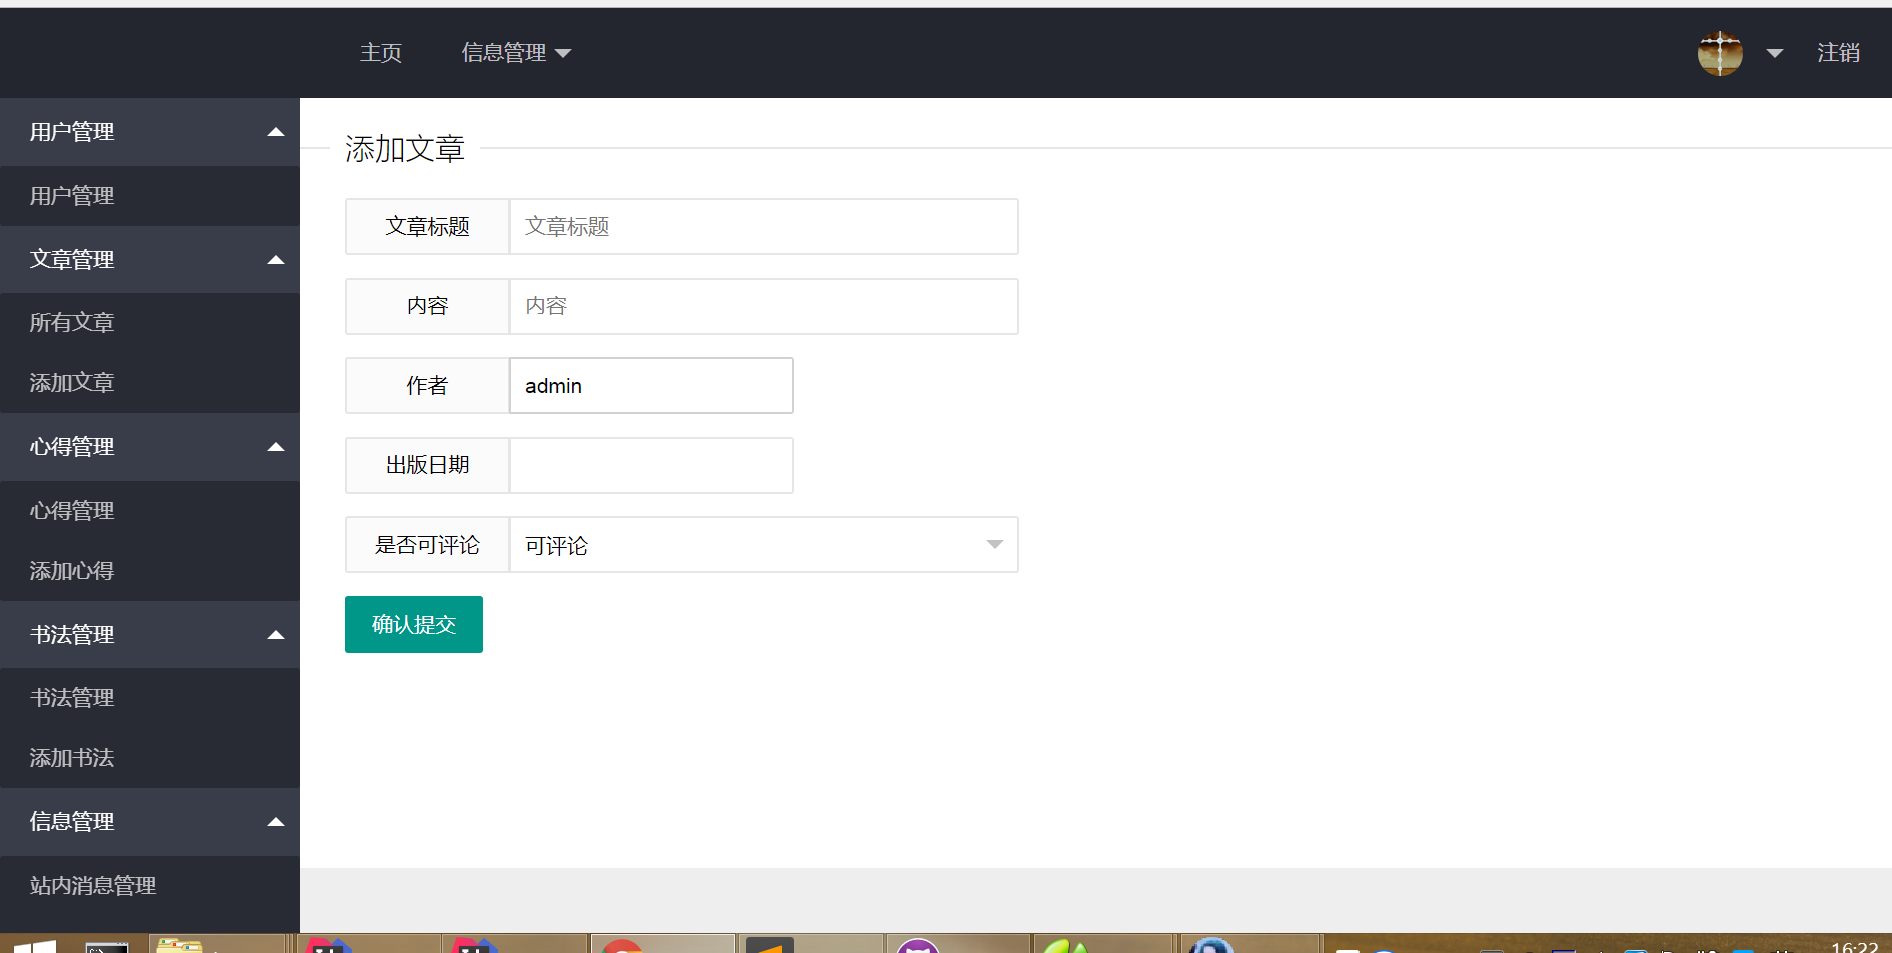 主页
信息管理
注销
用户管理
用户管理
文章管理
所有文章
添加文章
心得管理
心得管理
添加心得
书法管理
书法管理
添加书法
信息管理
站内消息管理
添加文章
文章标题
文章标题
内容
内容
作者
admin
出版日期
是否可评论
可评论
确认提交
16:22